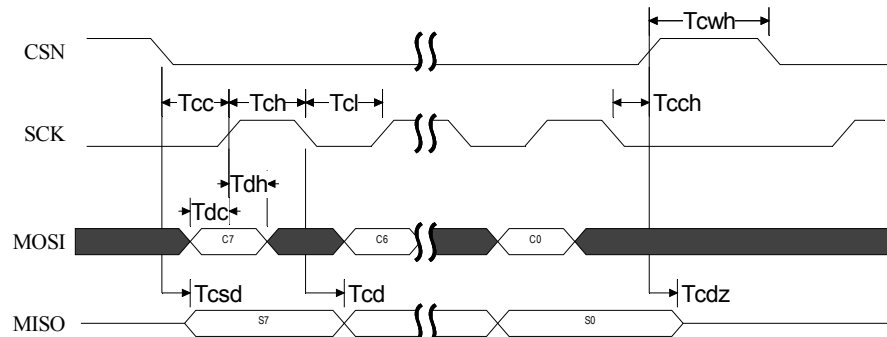 Tcwh
CSN
Tcc Tch Tcl Tcch
SCK
Tdh
Tdc
MOSI C7 C6 C0
Tcsd Tcd Tcdz
MISO S7 S0